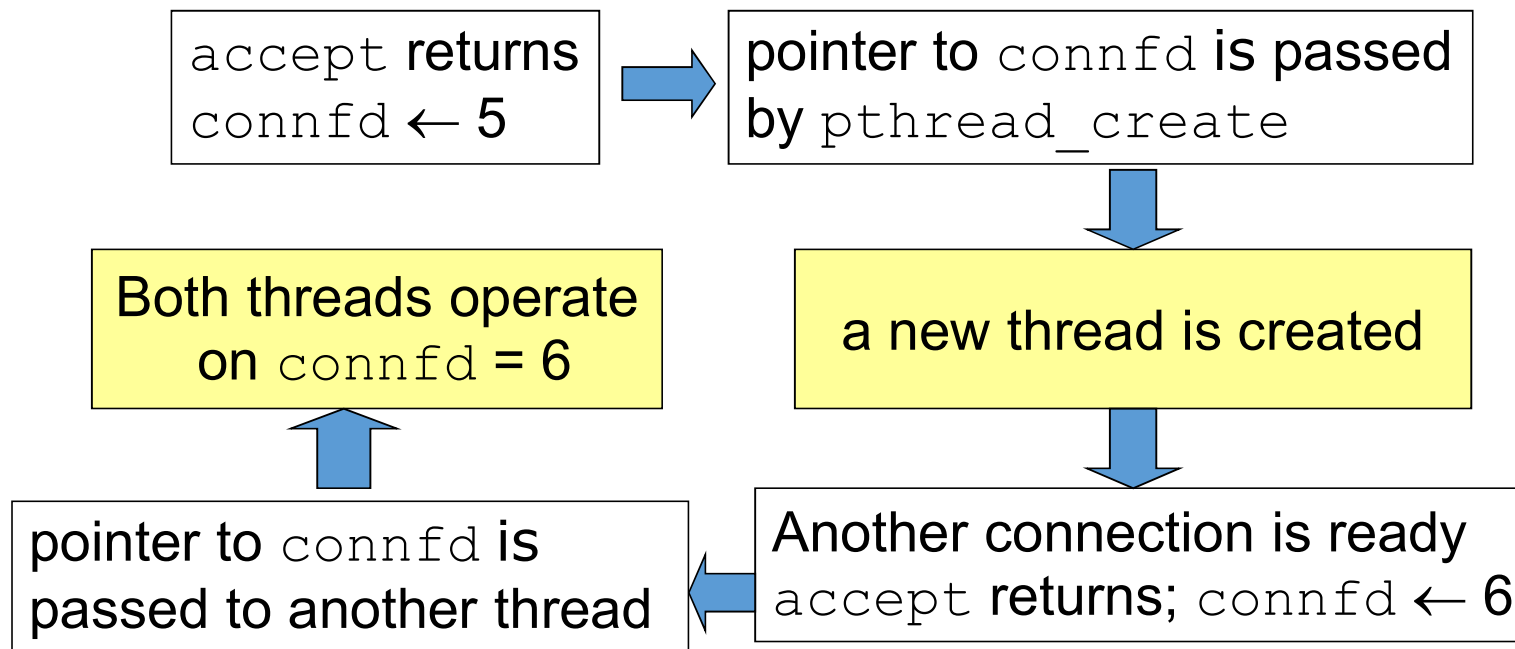 accept returns
connfd ← 5
pointer to connfd is passed
by pthread_create
a new thread is created
Another connection is ready
accept returns; connfd ← 6
pointer to connfd is
passed to another thread
Both threads operate
on connfd = 6